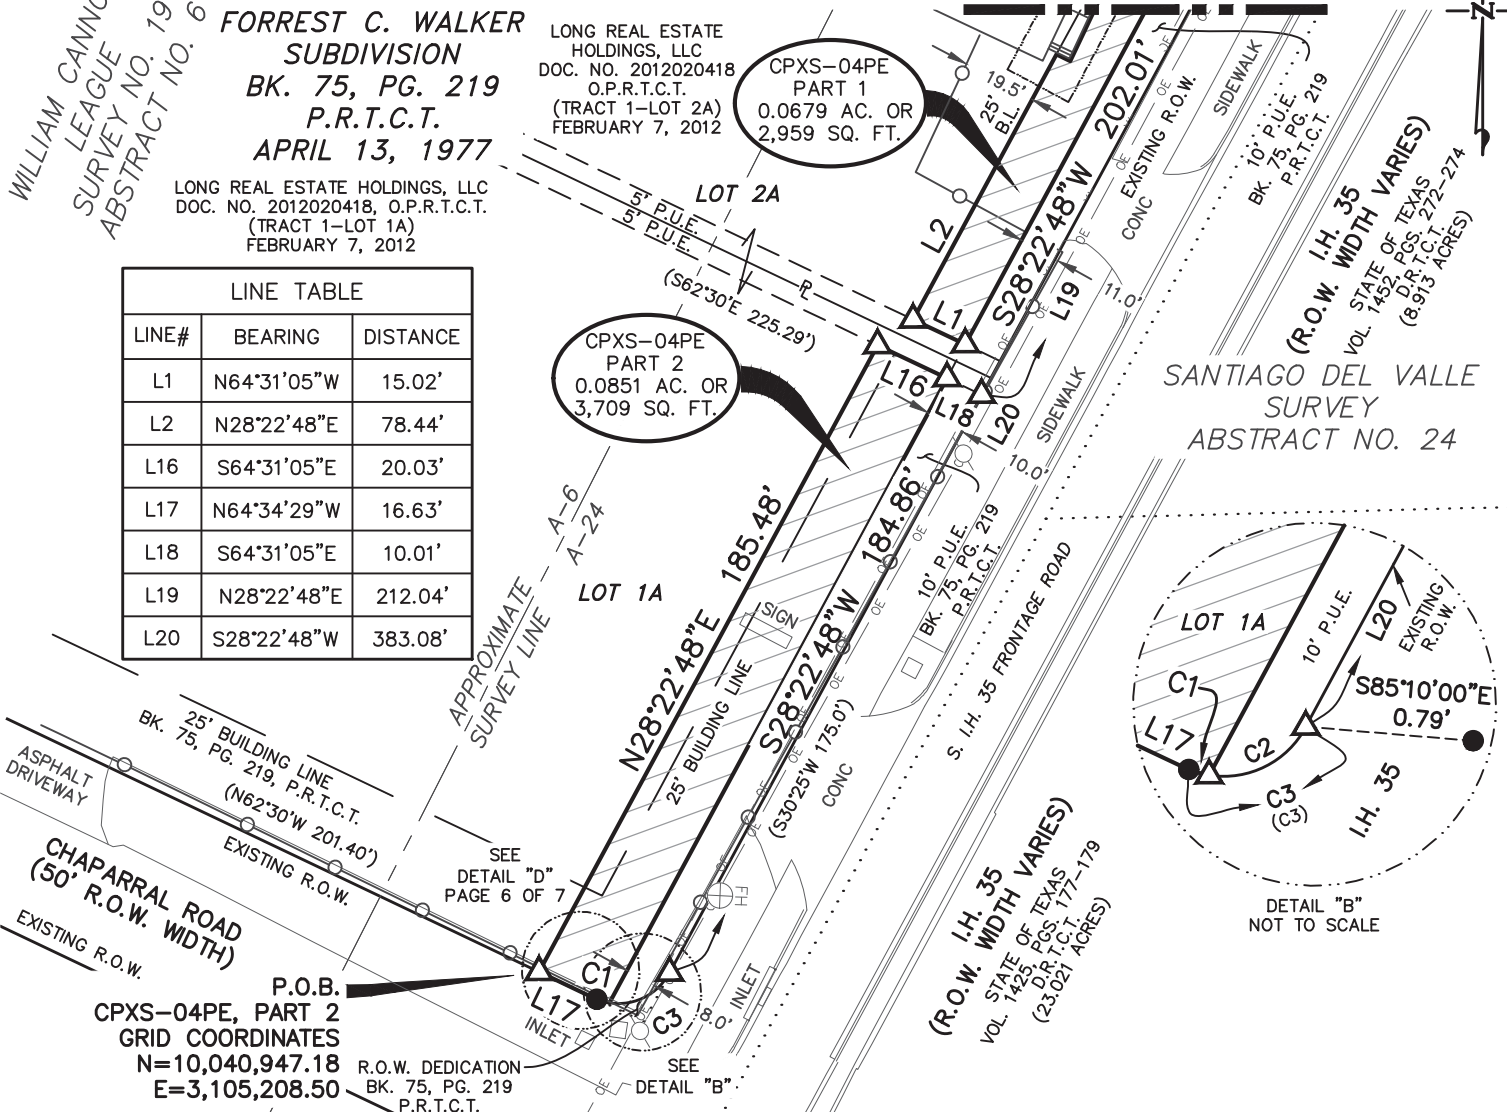 WILLIAM CANNO
LEAGUE
SURVEY NO. 19
ABSTRACT NO. 6
FORREST C. WALKER
SUBDIVISION
BK. 75, PG. 219
P.R.T.C.T.
APRIL 13, 1977
LONG REAL ESTATE HOLDINGS, LLC
DOC. NO. 2012020418, O.P.R.T.C.T.
(TRACT 1-LOT 1A)
FEBRUARY 7, 2012
LONG REAL ESTATE
HOLDINGS, LLC
DOC. NO. 2012020418
O.P.R.T.C.T.
(TRACT 1-LOT 2A)
FEBRUARY 7, 2012
CPXS-04PE
PART 1
0.0679 AC. OR
2,959 SQ. FT.
LOT 2A
5' P.U.E.
5' P.U.E.
(S62°30'E 225.29')
LINE TABLE
LINE# BEARING DISTANCE
L1 N64°31'05"W 15.02'
L2 N28°22'48"E 78.44'
L16 S64°31'05"E 20.03'
L17 N64°34'29"W 16.63'
L18 S64°31'05"E 10.01'
L19 N28°22'48"E 212.04'
L20 S28°22'48"W 383.08'
19.5'
25'
B.L.
L2
L1
S28°22'48"W 202.01'
EXISTING R.O.W.
CONC
SIDEWALK
10' P.U.E.
BK. 75, PG. 219
P.R.T.C.T.
N
I.H. 35
(R.O.W. WIDTH VARIES)
STATE OF TEXAS
VOL. 1452, PGS. 272-274
D.R.T.C.T.
(8.913 ACRES)
SANTIAGO DEL VALLE
SURVEY
ABSTRACT NO. 24
L19
11.0'
CPXS-04PE
PART 2
0.0851 AC. OR
3,709 SQ. FT.
L16
L18
L20
SIDEWALK
10.0'
A-6
A-24
APPROXIMATE
SURVEY LINE
LOT 1A
N28°22'48"E 185.48'
S28°22'48"W 184.86'
SIGN
25' BUILDING LINE
10' P.U.E.
BK. 75, PG. 219
P.R.T.C.T.
S. I.H. 35 FRONTAGE ROAD
(S30°25'W 175.0')
CONC
OE
OE
OE
OE
OE
FH
25' BUILDING LINE
BK. 75, PG. 219, P.R.T.C.T.
(N62°30'W 201.40')
ASPHALT
DRIVEWAY
EXISTING R.O.W.
CHAPARRAL ROAD
(50' R.O.W. WIDTH)
EXISTING R.O.W.
SEE
DETAIL "D"
PAGE 6 OF 7
P.O.B.
CPXS-04PE, PART 2
GRID COORDINATES
N=10,040,947.18
E=3,105,208.50
C1
L17
C3
8.0'
INLET
INLET
R.O.W. DEDICATION
BK. 75, PG. 219
P.R.T.C.T.
SEE
DETAIL "B"
I.H. 35
(R.O.W. WIDTH VARIES)
STATE OF TEXAS
VOL. 1425, PGS. 177-179
D.R.T.C.T.
(23.021 ACRES)
LOT 1A
10' P.U.E.
L20
EXISTING
R.O.W.
C1
L17
C2
C3
(C3)
S85°10'00"E
0.79'
I.H. 35
DETAIL "B"
NOT TO SCALE